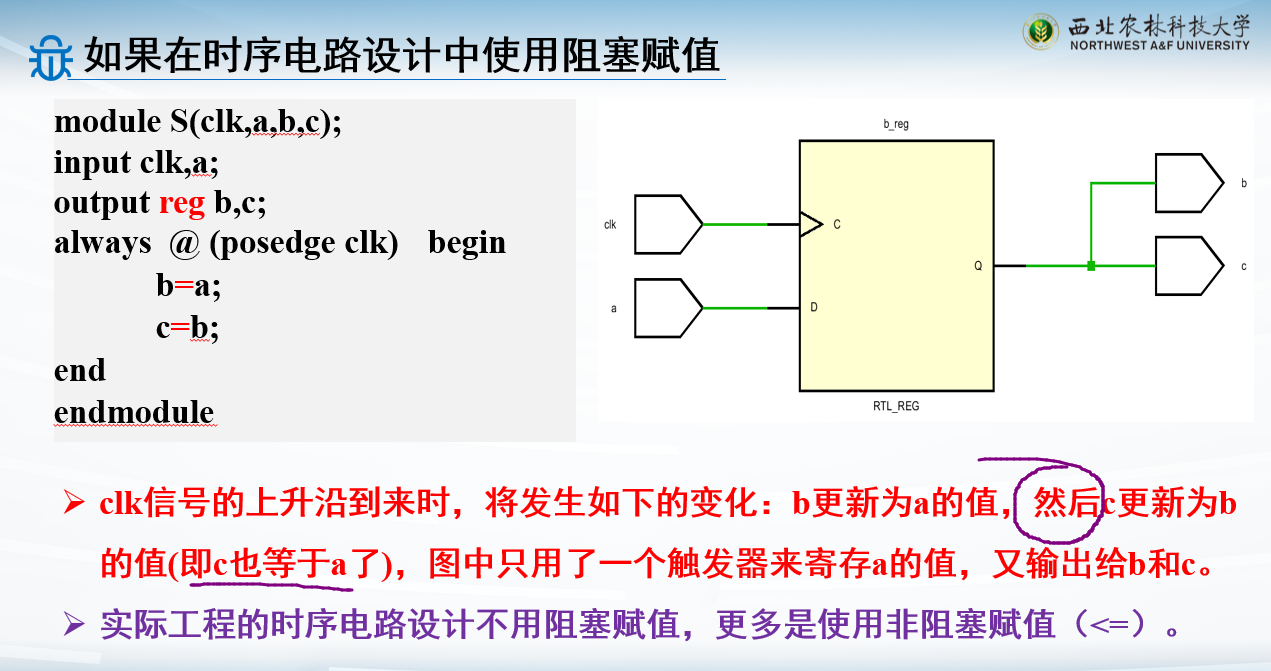 如果在时序电路设计中使用阻塞赋值
西北农林科技大学
NORTHWEST A&F UNIVERSITY
module S(clk,a,b,c);
input clk,a;
output reg b,c;
always @ (posedge clk) begin
b=a;
c=b;
end
endmodule
b_reg
clk
C
a
D
Q
b
c
RTL_REG
clk信号的上升沿到来时，将发生如下的变化：b更新为a的值，然后c更新为b
的值(即c也等于a了)，图中只用了一个触发器来寄存a的值，又输出给b和c。
实际工程的时序电路设计不用阻塞赋值，更多是使用非阻塞赋值（<=）。